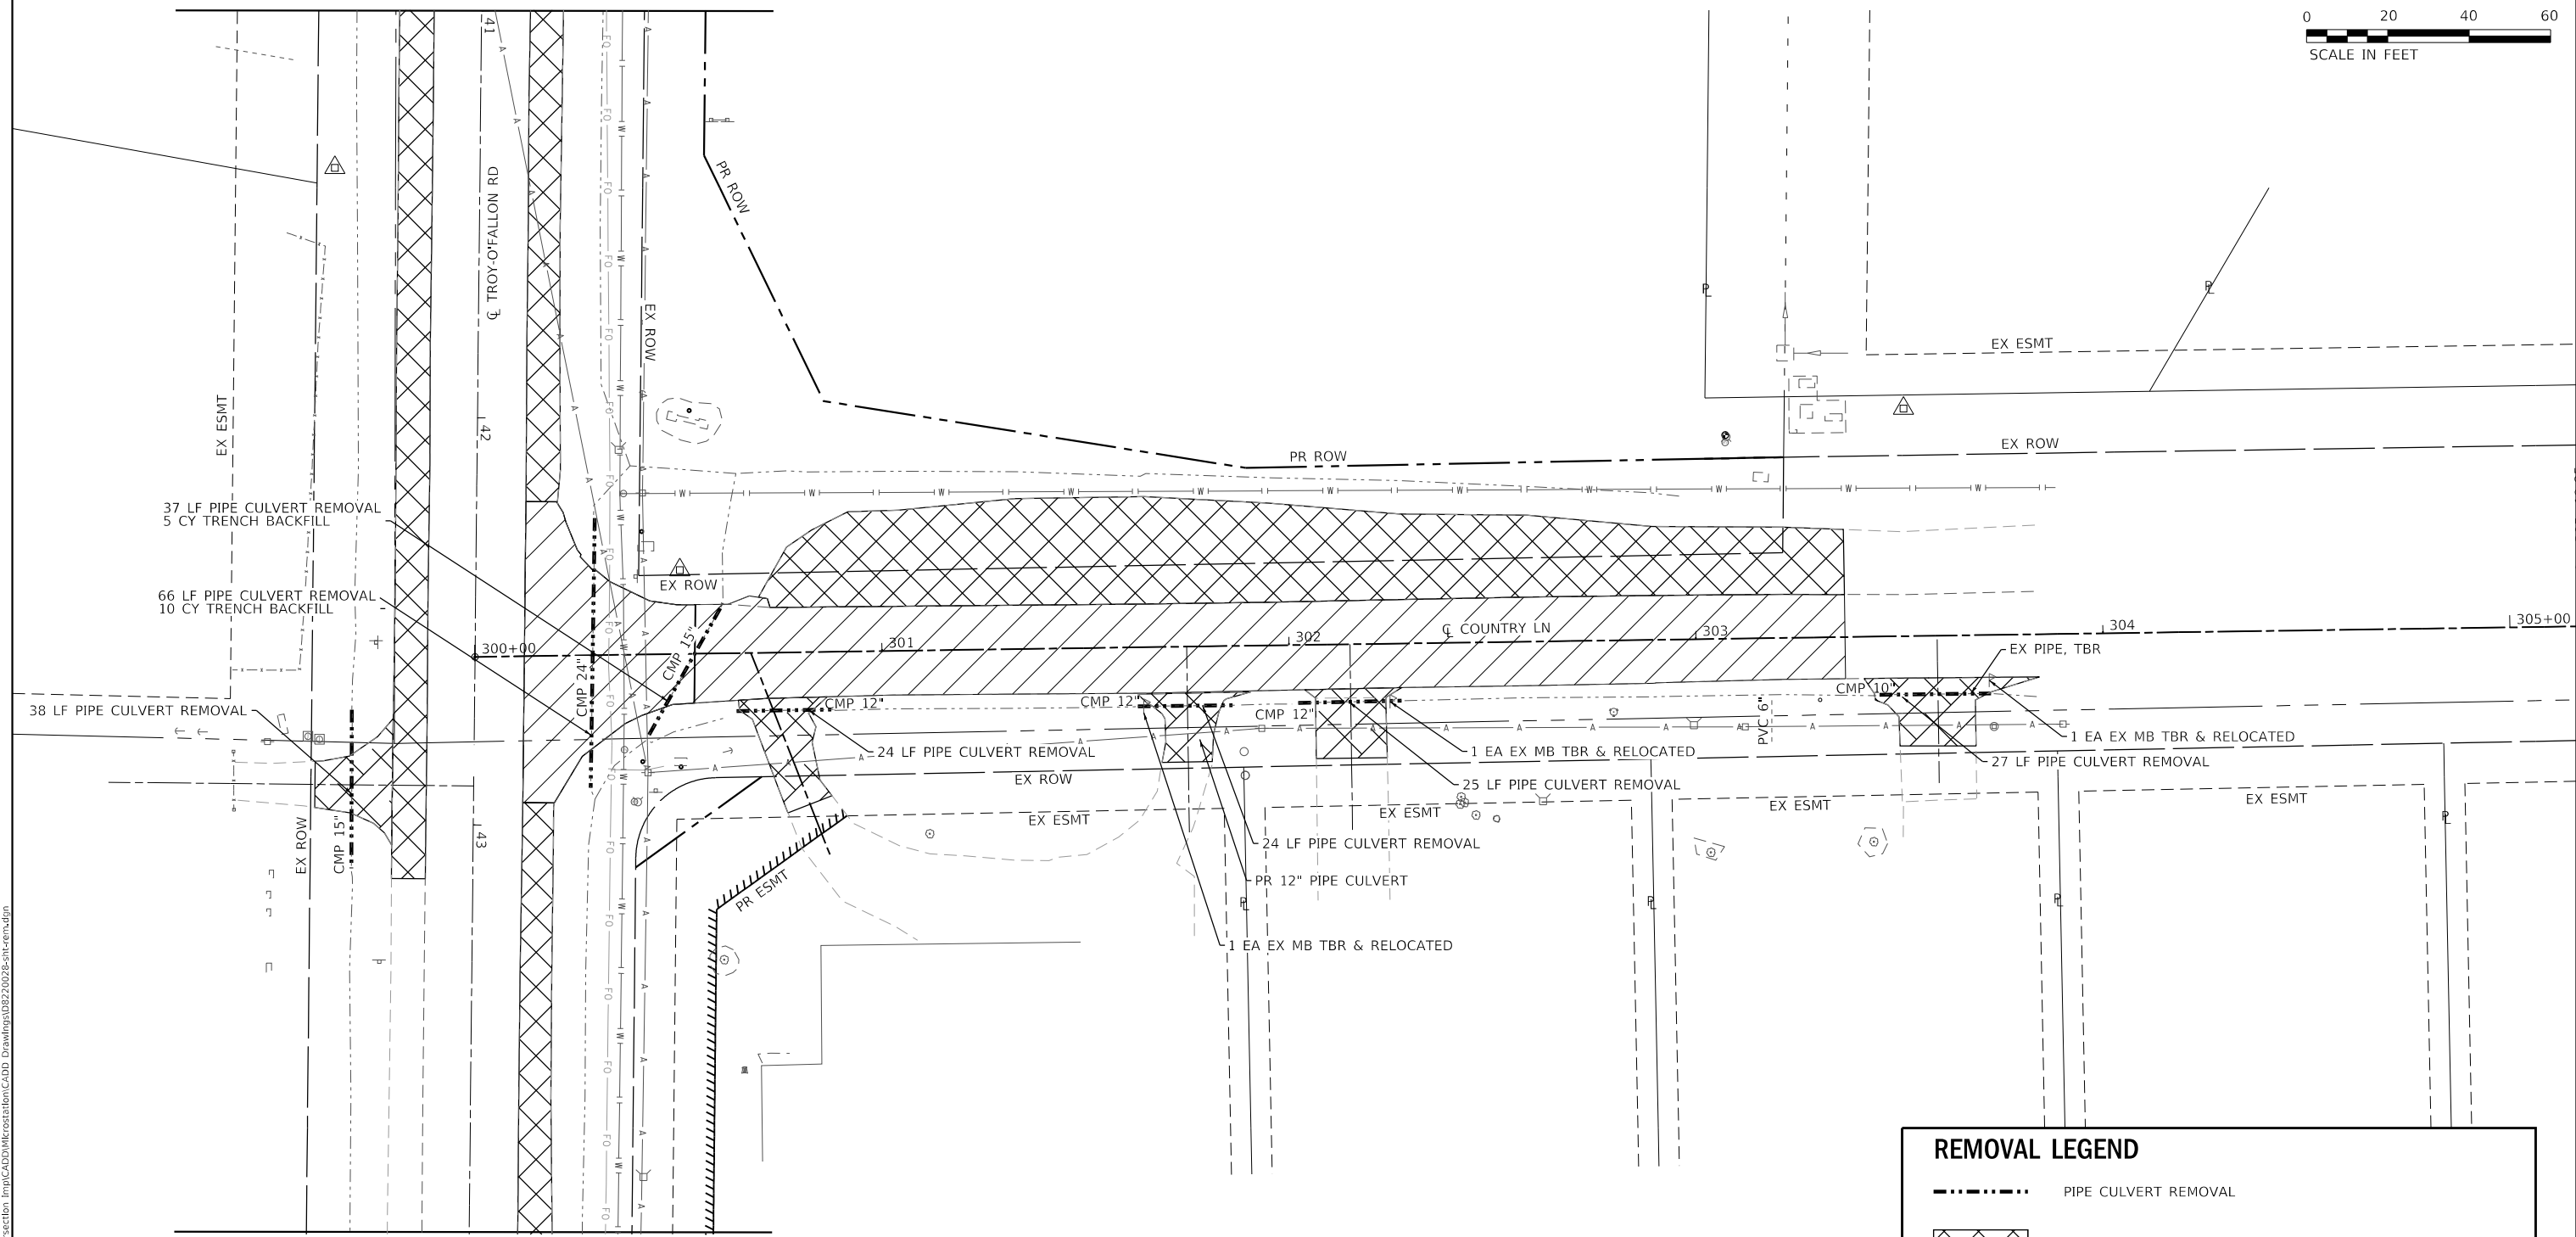 0 20 40 60
SCALE IN FEET
41
℄ TROY-O'FALLON RD
PR ROW
EX ROW
EX ESMT
42
EX ESMT
PR ROW
EX ROW
37 LF PIPE CULVERT REMOVAL
5 CY TRENCH BACKFILL
66 LF PIPE CULVERT REMOVAL
10 CY TRENCH BACKFILL
EX ROW
300+00
301
302
℄ COUNTRY LN
303
304
305+00
CMP 24"
CMP 15"
EX PIPE, TBR
38 LF PIPE CULVERT REMOVAL
CMP 12"
CMP 12"
CMP 12"
CMP 10"
PVC 6"
24 LF PIPE CULVERT REMOVAL
1 EA EX MB TBR & RELOCATED
1 EA EX MB TBR & RELOCATED
27 LF PIPE CULVERT REMOVAL
EX ROW
25 LF PIPE CULVERT REMOVAL
EX ESMT
EX ESMT
EX ESMT
EX ESMT
EX ROW
CMP 15"
43
24 LF PIPE CULVERT REMOVAL
PR 12" PIPE CULVERT
PR ESMT
1 EA EX MB TBR & RELOCATED
REMOVAL LEGEND
PIPE CULVERT REMOVAL